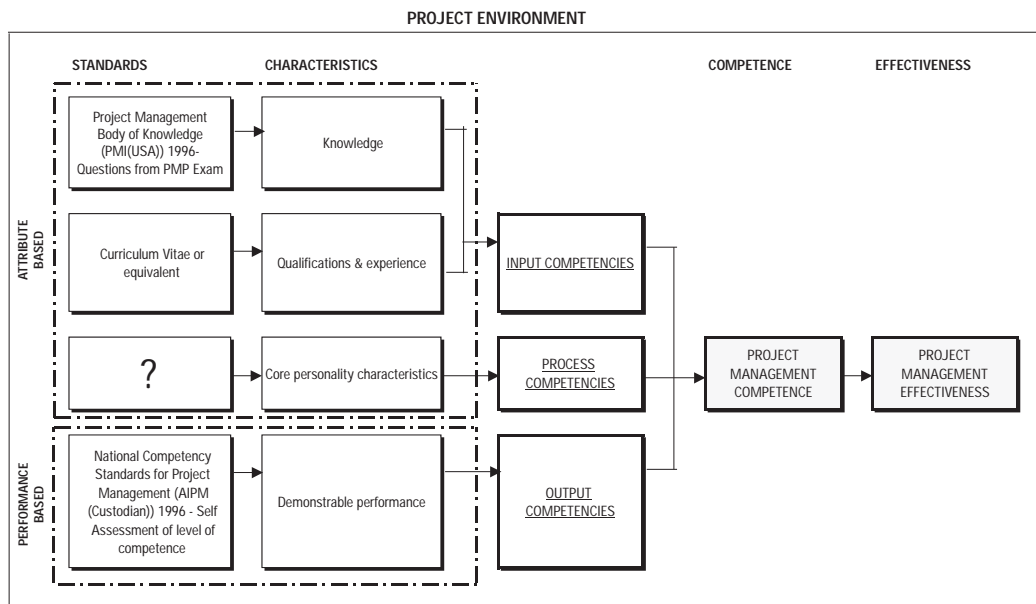 PROJECT ENVIRONMENT
STANDARDS
CHARACTERISTICS
COMPETENCE
EFFECTIVENESS
ATTRIBUTE
BASED
Project Management
Body of Knowledge
(PMI(USA)) 1996-
Questions from PMP Exam
Knowledge
Curriculum Vitae or
equivalent
Qualifications & experience
INPUT COMPETENCIES
?
Core personality characteristics
PROCESS
COMPETENCIES
PROJECT
MANAGEMENT
COMPETENCE
PROJECT
MANAGEMENT
EFFECTIVENESS
PERFORMANCE
BASED
National Competency
Standards for Project
Management (AIPM
(Custodian)) 1996 - Self
Assessment of level of
competence
Demonstrable performance
OUTPUT
COMPETENCIES